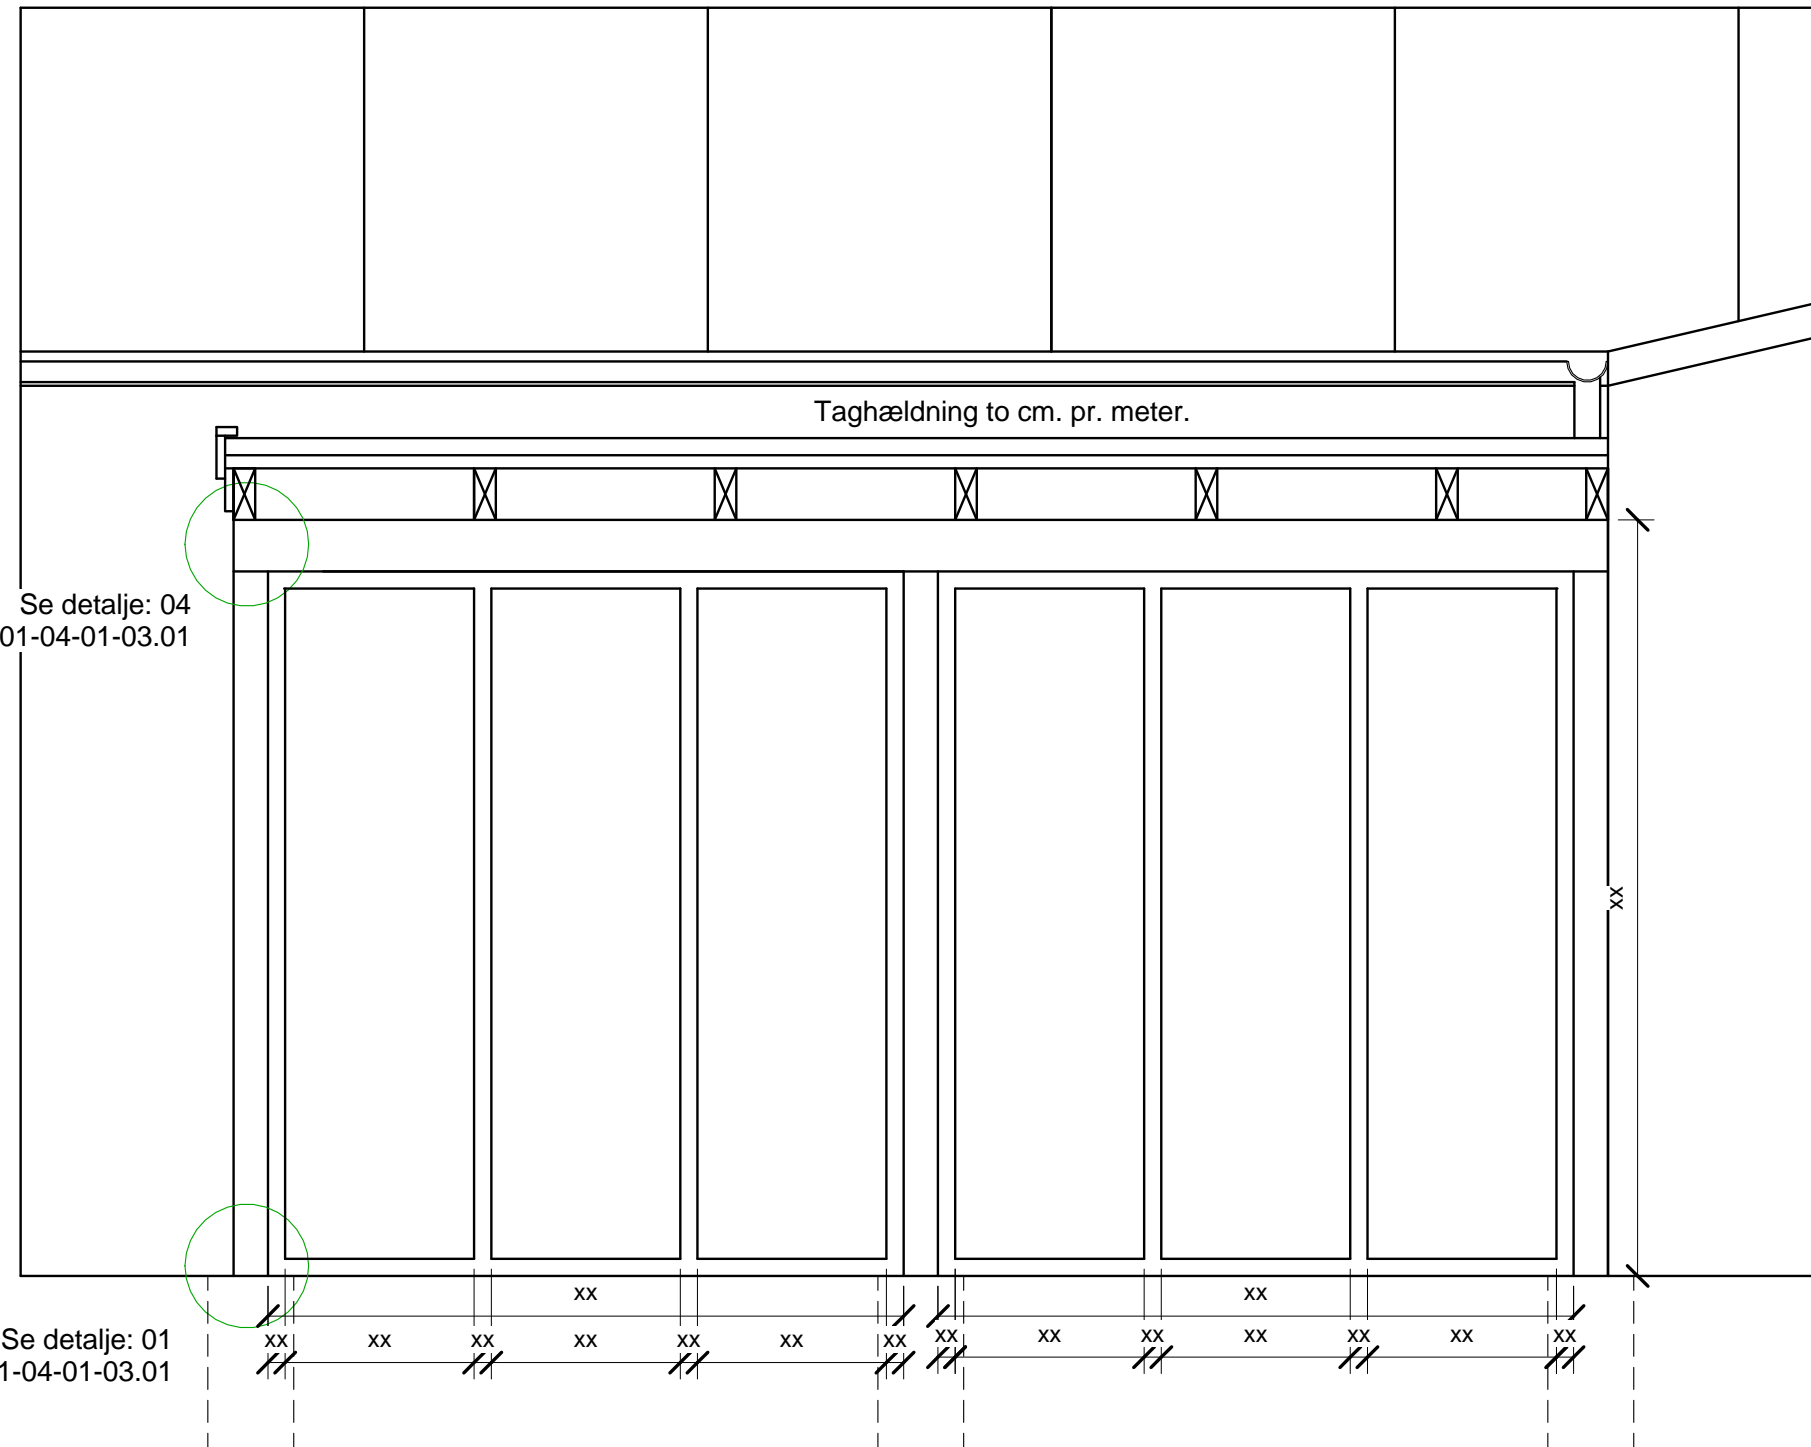 Taghældning to cm. pr. meter.
Se detalje: 04
01-04-01-03.01
xx
xx
xx
Se detalje: 01
1-04-01-03.01
xx
xx
xx
xx
xx
xx
xx
xx
xx
xx
xx
xx
xx
xx